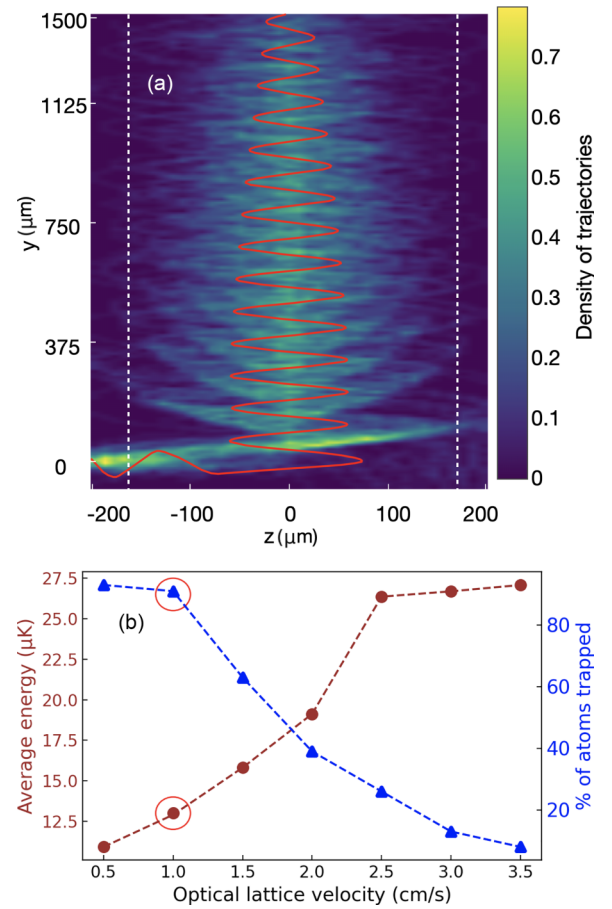 1500
1125
750
375
0
y (μm)
(a)
-200 -100 0 100 200
z (μm)
0.7
0.6
0.5
0.4
0.3
0.2
0.1
0
Density of trajectories
27.5
25.0
22.5
20.0
17.5
15.0
12.5
Average energy (μK)
(b)
80
60
40
20
% of atoms trapped
0.5 1.0 1.5 2.0 2.5 3.0 3.5
Optical lattice velocity (cm/s)